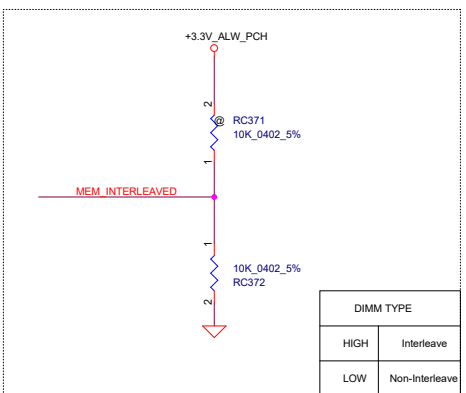 +3.3V_ALW_PCH
2
@ RC371
10K_0402_5%
1
MEM_INTERLEAVED
1
10K_0402_5%
RC372
2
DIMM TYPE
HIGH Interleave
LOW Non-Interleave